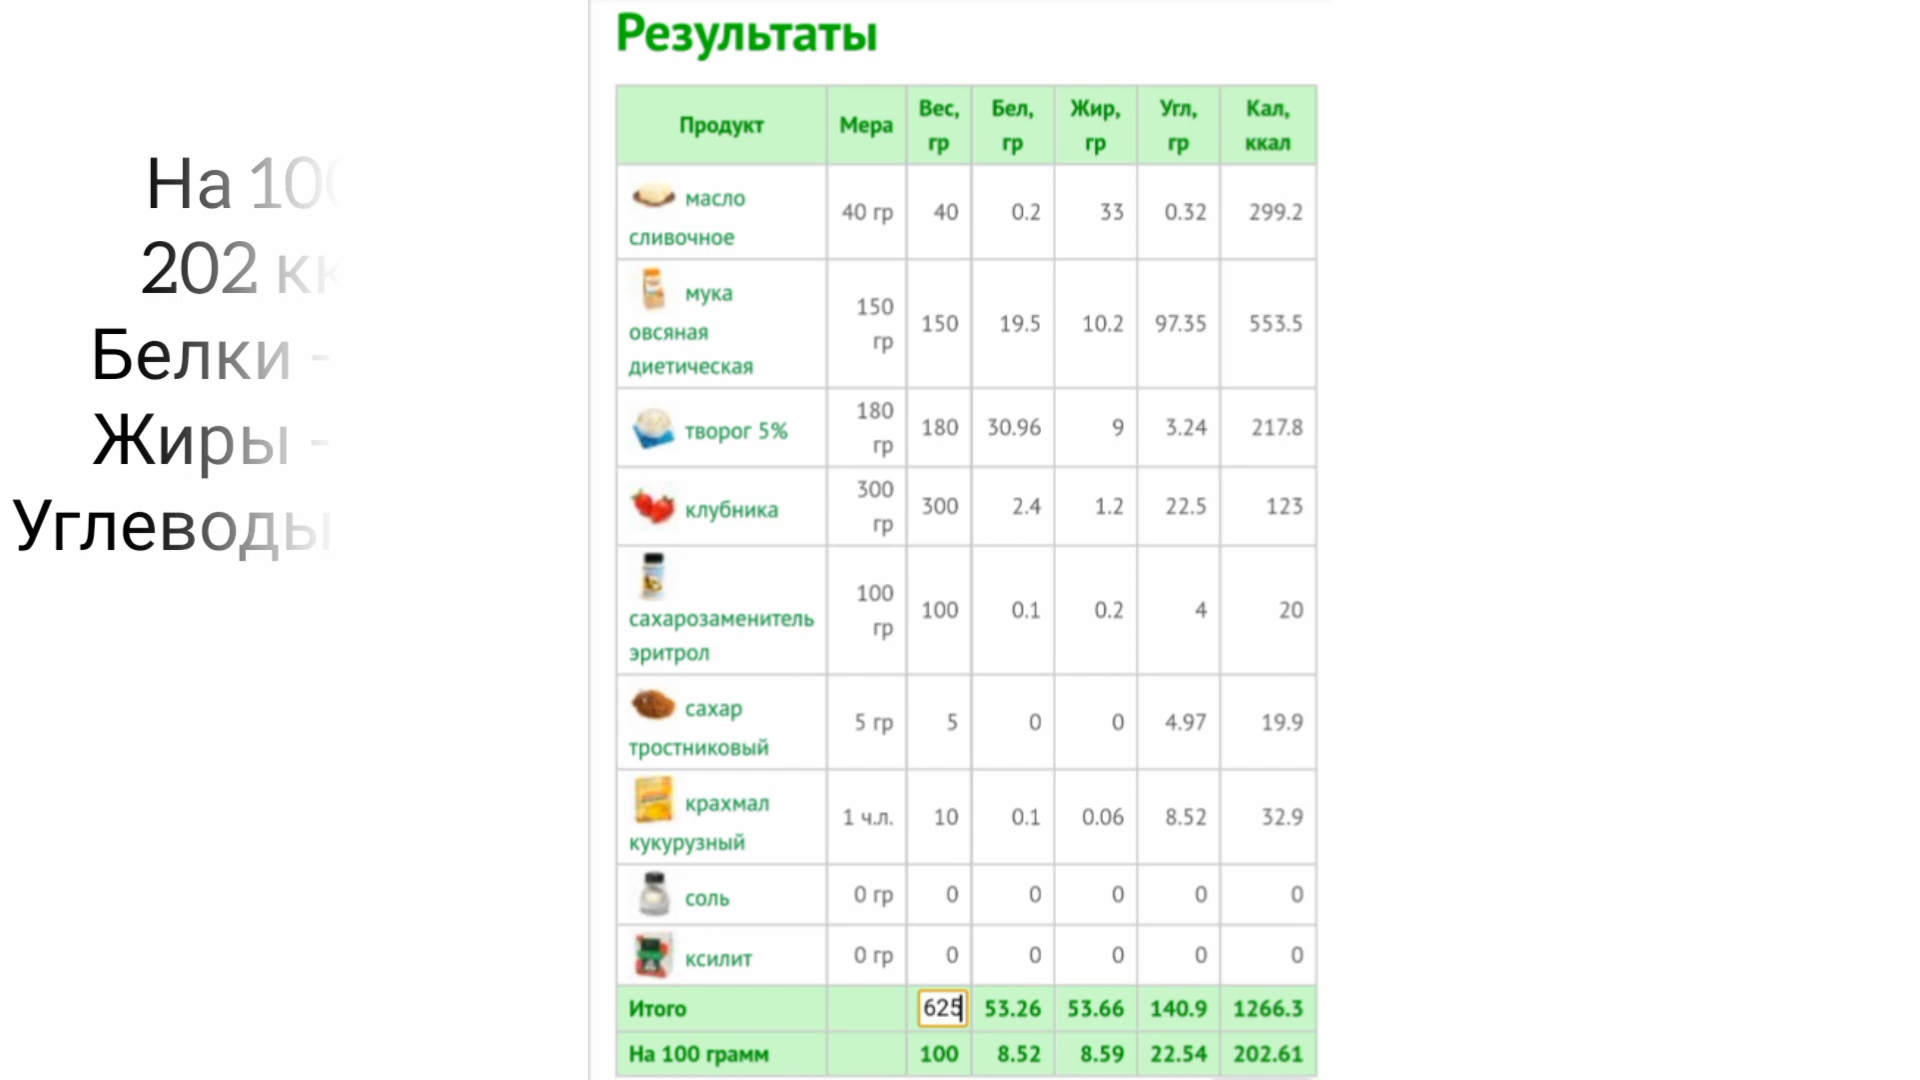 На 10
202 к
Белки -
Жиры -
Углеводы
Результаты
Продукт Мера Вес, гр Бел, гр Жир, гр Угл, гр Кал, ккал
масло сливочное 40 гр 40 0.2 33 0.32 299.2
мука овсяная диетическая 150 гр 150 19.5 10.2 97.35 553.5
творог 5% 180 гр 180 30.96 9 3.24 217.8
клубника 300 гр 300 2.4 1.2 22.5 123
сахарозаменитель эритрол 100 гр 100 0.1 0.2 4 20
сахар тростниковый 5 гр 5 0 0 4.97 19.9
крахмал кукурузный 1 ч.л. 10 0.1 0.06 8.52 32.9
соль 0 гр 0 0 0 0 0
ксилит 0 гр 0 0 0 0 0
Итого 625 53.26 53.66 140.9 1266.3
На 100 грамм 100 8.52 8.59 22.54 202.61